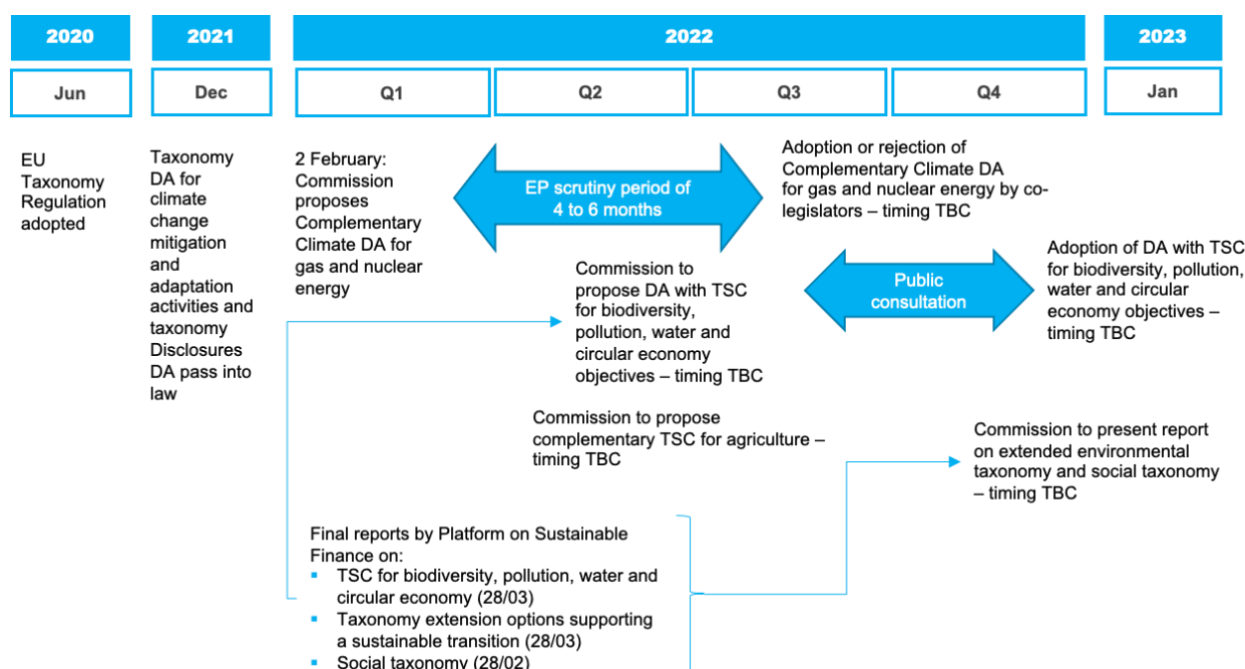 2020
2021
2022
2023
Jun
Dec
Q1
Q2
Q3
Q4
Jan
EU
Taxonomy
Regulation
adopted
Taxonomy
DA for
climate
change
mitigation
and
adaptation
activities and
taxonomy
Disclosures
DA pass into
law
2 February:
Commission
proposes
Complementary
Climate DA for
gas and nuclear
energy
EP scrutiny period of
4 to 6 months
Adoption or rejection of
Complementary Climate DA
for gas and nuclear energy by co-
legislators – timing TBC
Commission to
propose DA with TSC
for biodiversity,
pollution, water and
circular economy
objectives – timing TBC
Public
consultation
Adoption of DA with TSC
for biodiversity, pollution,
water and circular
economy objectives –
timing TBC
Commission to propose
complementary TSC for agriculture –
timing TBC
Commission to present report
on extended environmental
taxonomy and social taxonomy
– timing TBC
Final reports by Platform on Sustainable
Finance on:
▪ TSC for biodiversity, pollution, water and
circular economy (28/03)
▪ Taxonomy extension options supporting
a sustainable transition (28/03)
▪ Social taxonomy (28/02)